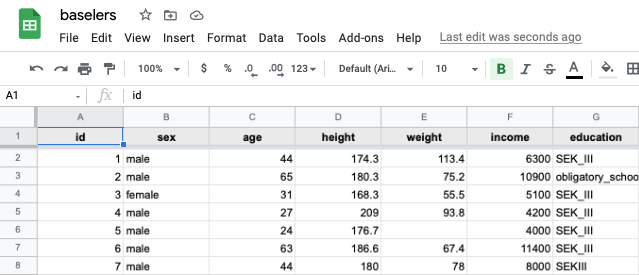 baselers
File Edit View Insert Format Data Tools Add-ons Help Last edit was seconds ago
100% $ % .0 .00 123 Default (Ari... 10 B I S A
A1 fx id
A B C D E F G
1 id sex age height weight income education
2 1 male 44 174.3 113.4 6300 SEK_III
3 2 male 65 180.3 75.2 10900 obligatory_schoo
4 3 female 31 168.3 55.5 5100 SEK_III
5 4 male 27 209 93.8 4200 SEK_III
6 5 male 24 176.7 4000 SEK_III
7 6 male 63 186.6 67.4 11400 SEK_III
8 7 male 44 180 78 8000 SEKIII